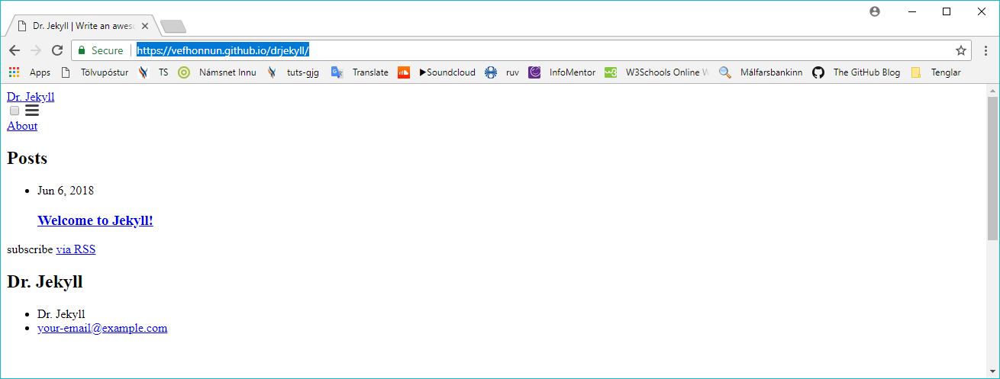 Dr. Jekyll | Write an awes
Secure https://vefhonnun.github.io/drjekyll/
Apps Tölvupóstur TS Námsnet Innu tuts-gjg Translate ▶Soundcloud ruv InfoMentor W3Schools Online W Málfarsbankinn The GitHub Blog Tenglar
Dr. Jekyll
About
Posts
• Jun 6, 2018
Welcome to Jekyll!
subscribe via RSS
Dr. Jekyll
• Dr. Jekyll
• your-email@example.com